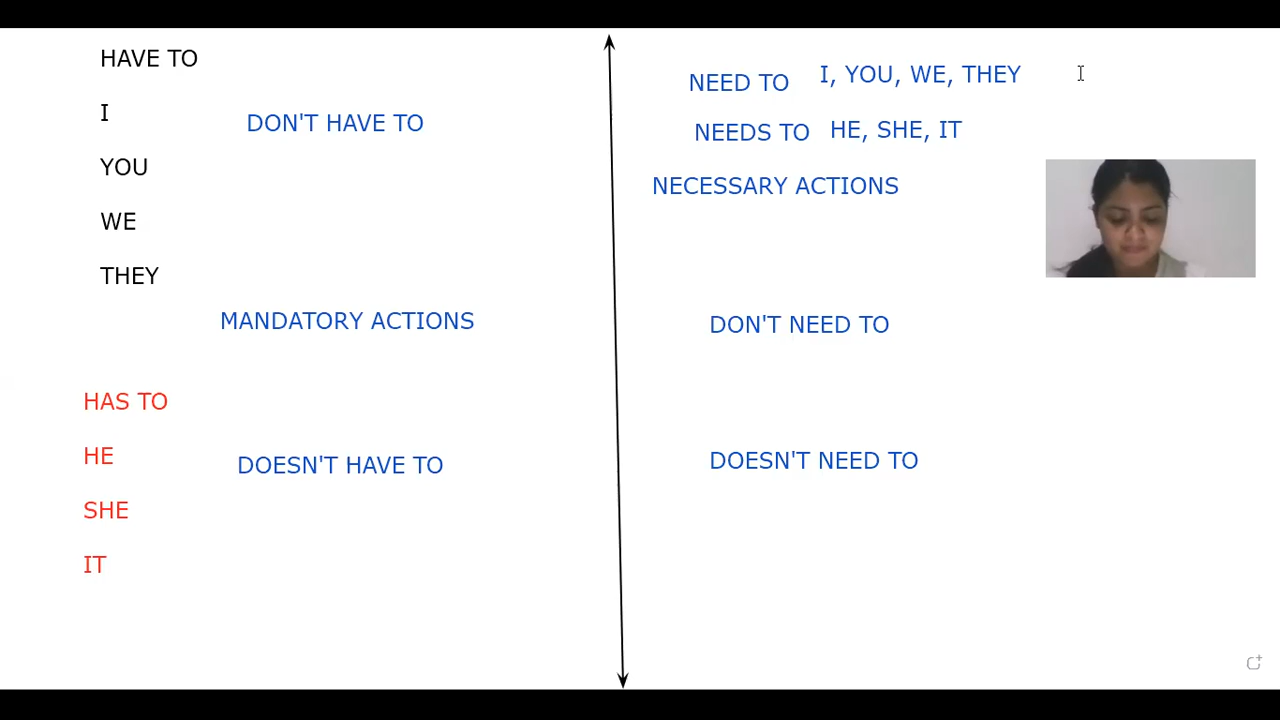 HAVE TO
I
DON'T HAVE TO
YOU
WE
THEY
MANDATORY ACTIONS
HAS TO
HE
DOESN'T HAVE TO
SHE
IT
NEED TO I, YOU, WE, THEY
NEEDS TO HE, SHE, IT
NECESSARY ACTIONS
DON'T NEED TO
DOESN'T NEED TO